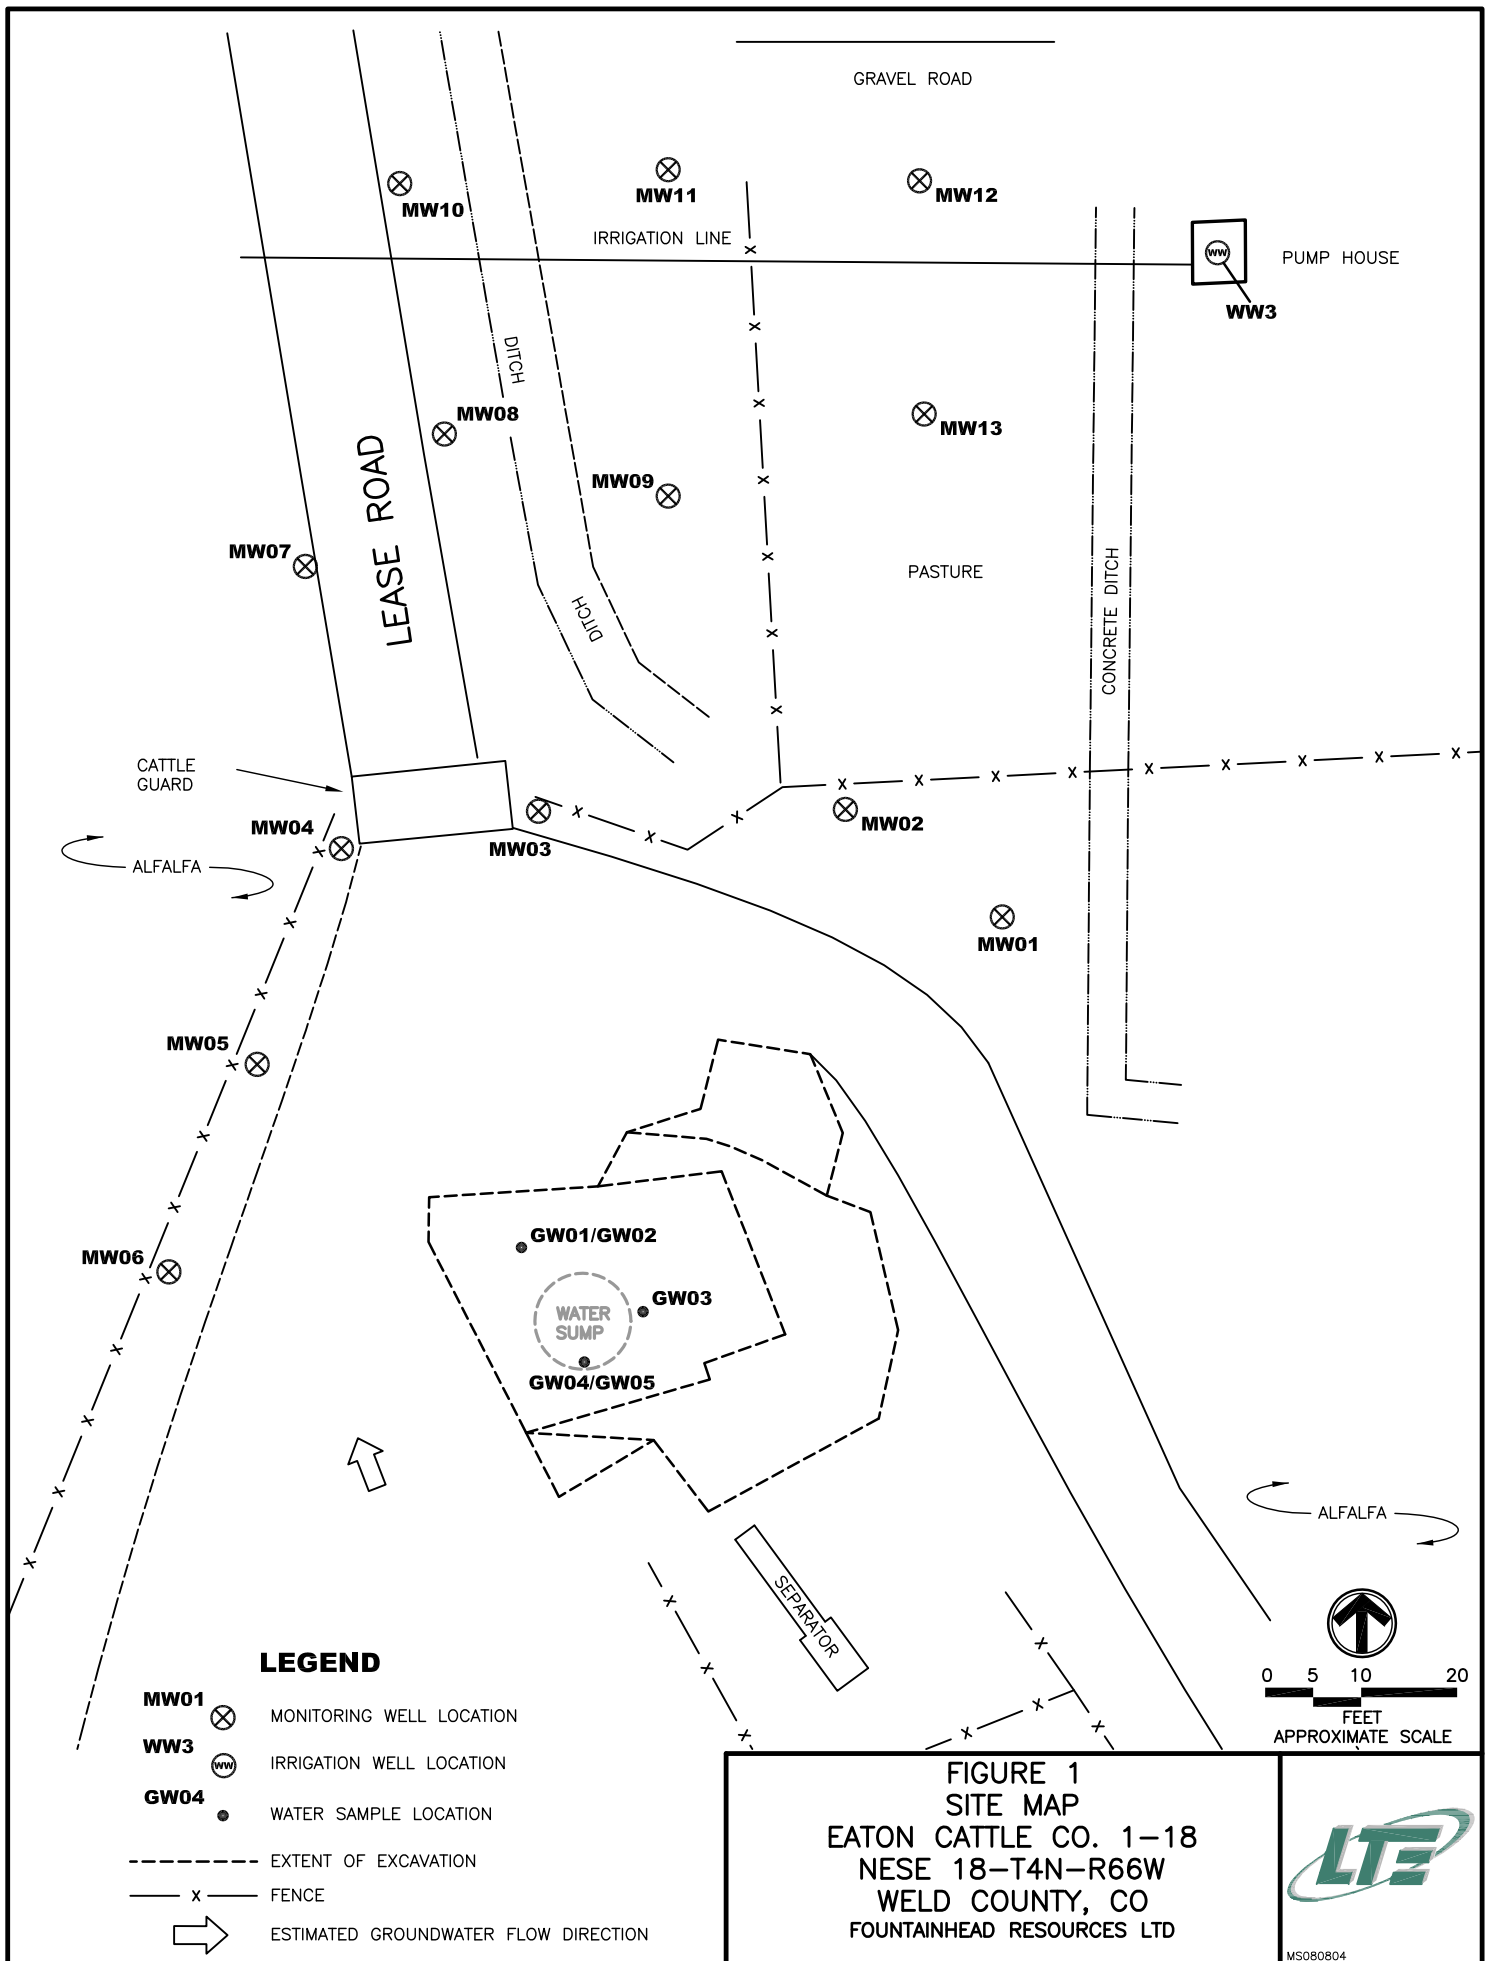 GRAVEL ROAD
MW10
MW11
MW12
IRRIGATION LINE
WW
PUMP HOUSE
WW3
DITCH
MW08
MW13
LEASE ROAD
MW09
MW07
PASTURE
CONCRETE DITCH
DITCH
CATTLE
GUARD
MW04
MW03
MW02
ALFALFA
MW01
MW05
MW06
GW01/GW02
GW03
WATER
SUMP
GW04/GW05
ALFALFA
SEPARATOR
0 5 10 20
FEET
APPROXIMATE SCALE
LEGEND
MW01
MONITORING WELL LOCATION
WW3
WW
IRRIGATION WELL LOCATION
GW04
WATER SAMPLE LOCATION
EXTENT OF EXCAVATION
X FENCE
ESTIMATED GROUNDWATER FLOW DIRECTION
FIGURE 1
SITE MAP
EATON CATTLE CO. 1-18
NESE 18-T4N-R66W
WELD COUNTY, CO
FOUNTAINHEAD RESOURCES LTD
LTE
MS080804